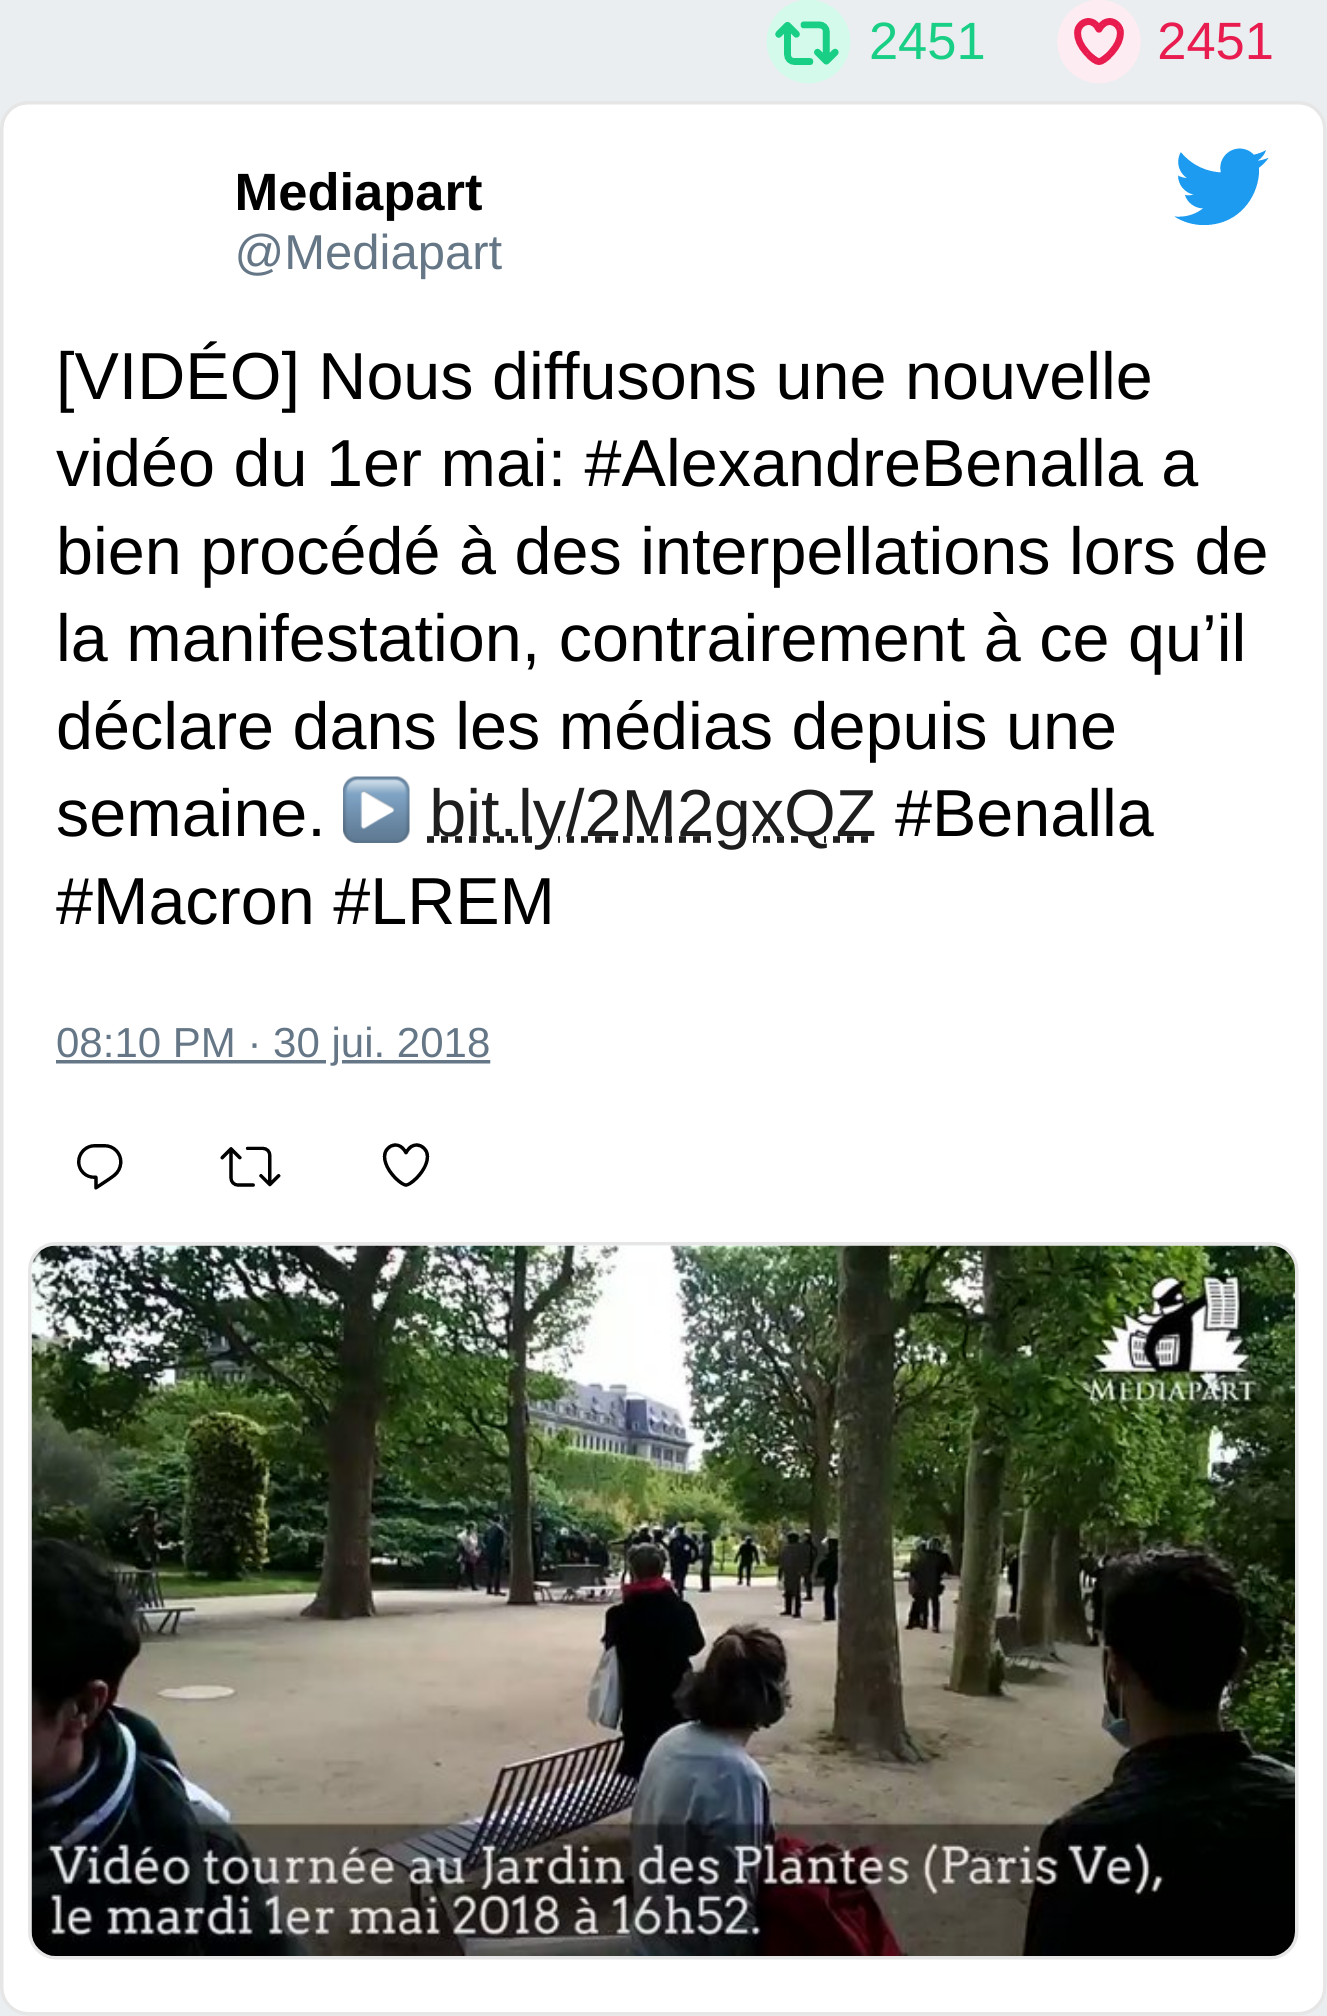 2451 2451
Mediapart
@Mediapart
[VIDÉO] Nous diffusons une nouvelle
vidéo du 1er mai: #AlexandreBenalla a
bien procédé à des interpellations lors de
la manifestation, contrairement à ce qu’il
déclare dans les médias depuis une
semaine. ▶️ bit.ly/2M2gxQZ #Benalla
#Macron #LREM
08:10 PM · 30 jui. 2018
MEDIAPART
Vidéo tournée au Jardin des Plantes (Paris Ve),
le mardi 1er mai 2018 à 16h52.